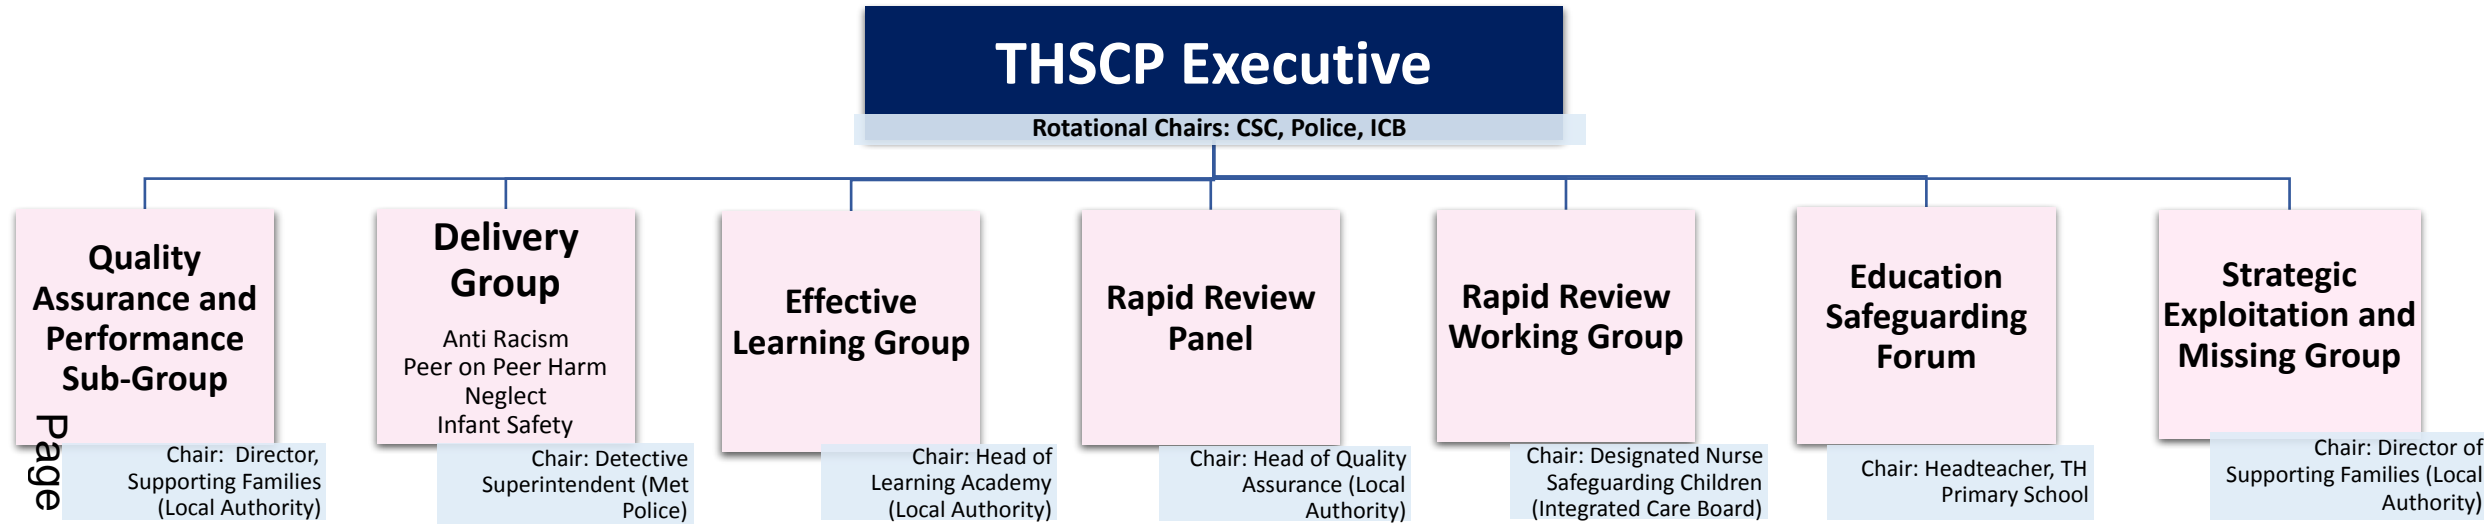 THSCP Executive
Rotational Chairs: CSC, Police, ICB
Quality
Assurance and
Performance
Sub-Group
Chair: Director,
Supporting Families
(Local Authority)
Delivery
Group
Anti Racism
Peer on Peer Harm
Neglect
Infant Safety
Chair: Detective
Superintendent (Met
Police)
Effective
Learning Group
Chair: Head of
Learning Academy
(Local Authority)
Rapid Review
Panel
Chair: Head of Quality
Assurance (Local
Authority)
Rapid Review
Working Group
Chair: Designated Nurse
Safeguarding Children
(Integrated Care Board)
Education
Safeguarding
Forum
Chair: Headteacher, TH
Primary School
Strategic
Exploitation and
Missing Group
Chair: Director of
Supporting Families (Local
Authority)
Page